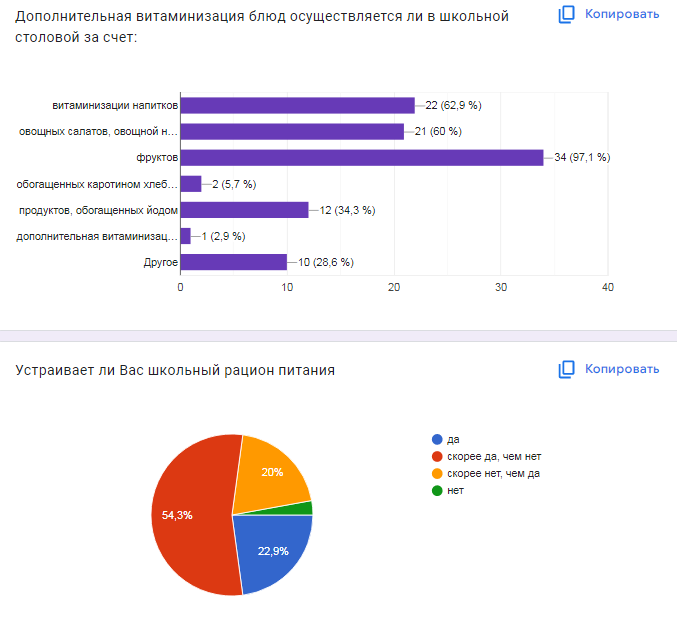 Дополнительная витаминизация блюд осуществляется ли в школьной
столовой за счет:
Копировать
витаминизации напитков
22 (62,9 %)
овощных салатов, овощной н...
21 (60 %)
фруктов
34 (97,1 %)
обогащенных каротином хлеб...
2 (5,7 %)
продуктов, обогащенных йодом
12 (34,3 %)
дополнительная витаминизац...
1 (2,9 %)
Другое
10 (28,6 %)
0 10 20 30 40
Устраивает ли Вас школьный рацион питания
Копировать
да
скорее да, чем нет
скорее нет, чем да
нет
20%
54,3%
22,9%